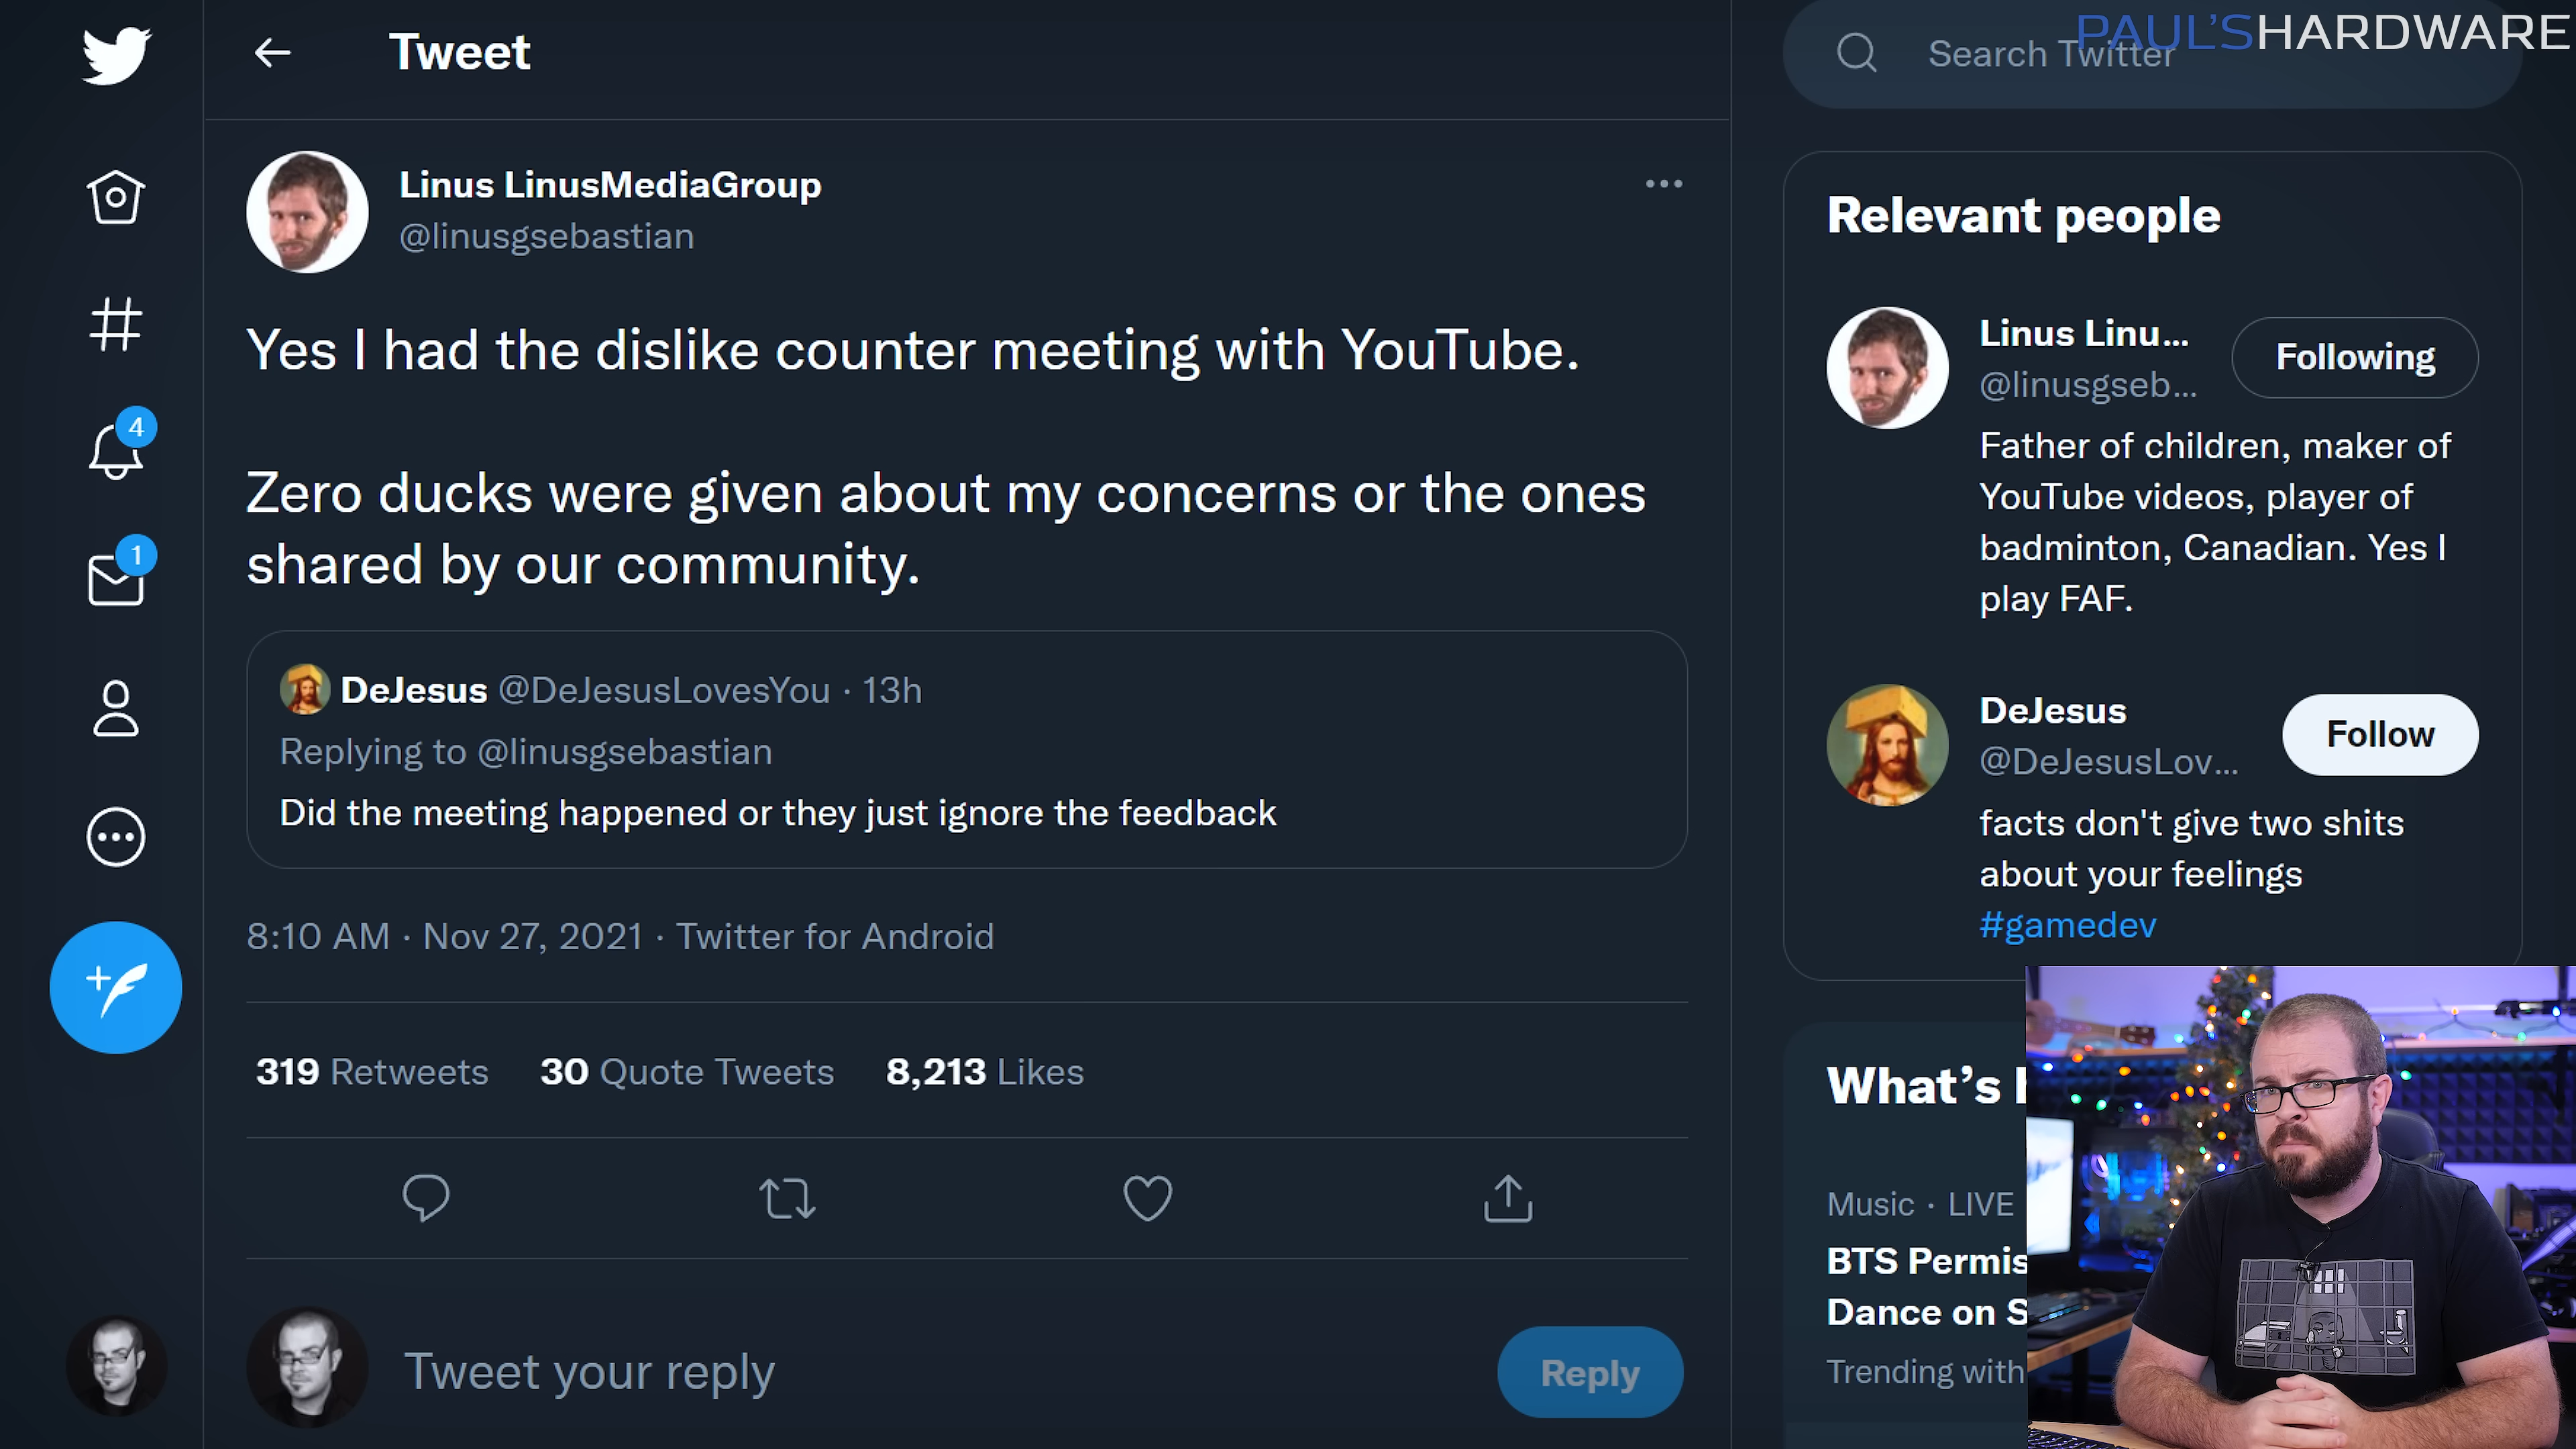 PAUL'SHARDWARE
Tweet
Search Twitter
Linus LinusMediaGroup
@linusgsebastian
Yes I had the dislike counter meeting with YouTube.
Zero ducks were given about my concerns or the ones
shared by our community.
DeJesus @DeJesusLovesYou · 13h
Replying to @linusgsebastian
Did the meeting happened or they just ignore the feedback
8:10 AM · Nov 27, 2021 · Twitter for Android
319 Retweets 30 Quote Tweets 8,213 Likes
Tweet your reply
Reply
4
1
Relevant people
Linus Linu...
@linusgseb...
Following
Father of children, maker of
YouTube videos, player of
badminton, Canadian. Yes I
play FAF.
DeJesus
@DeJesusLov...
Follow
facts don't give two shits
about your feelings
#gamedev
What's
Music · LIVE
BTS Permis
Dance on S
Trending with